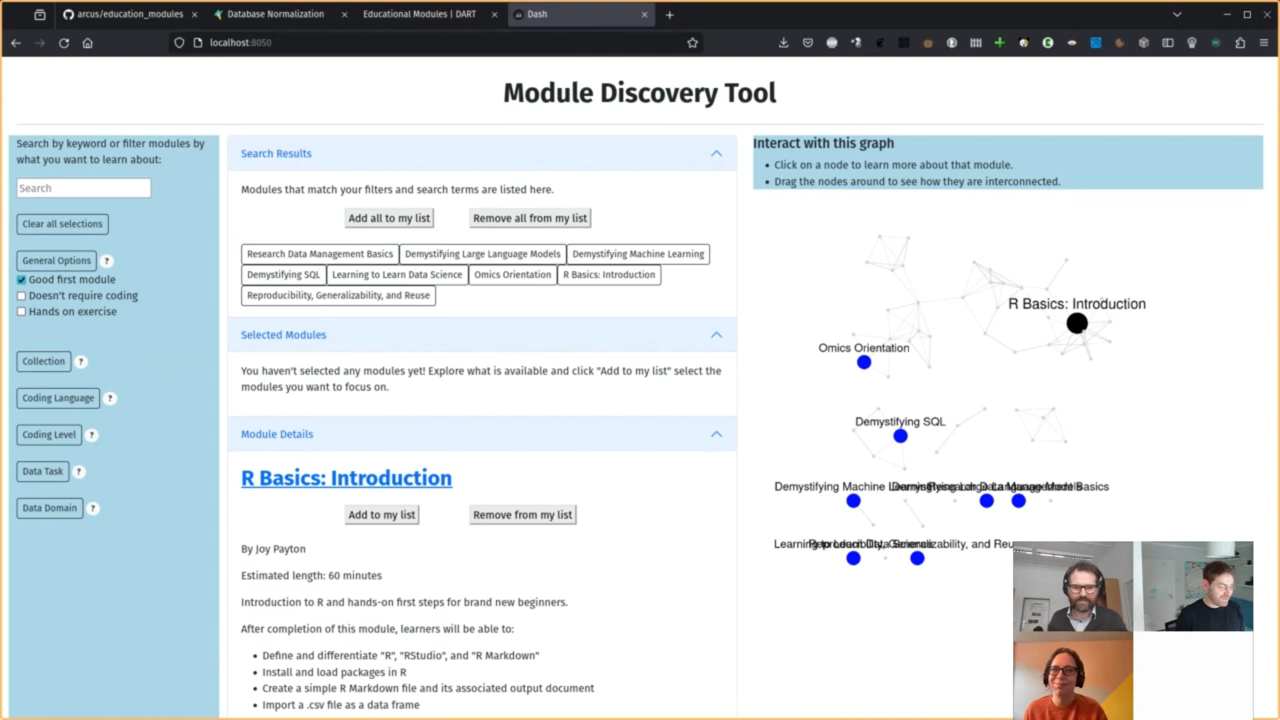 arcus/education_modules
Database Normalization
Educational Modules | DART
Dash
localhost:8050
Module Discovery Tool
Search by keyword or filter modules by
what you want to learn about:
Search
Clear all selections
General Options ?
Good first module
Doesn't require coding
Hands on exercise
Collection ?
Coding Language ?
Coding Level ?
Data Task ?
Data Domain ?
Search Results
Modules that match your filters and search terms are listed here.
Add all to my list Remove all from my list
Research Data Management Basics Demystifying Large Language Models Demystifying Machine Learning
Demystifying SQL Learning to Learn Data Science Omics Orientation R Basics: Introduction
Reproducibility, Generalizability, and Reuse
Selected Modules
You haven't selected any modules yet! Explore what is available and click "Add to my list" select the
modules you want to focus on.
Module Details
R Basics: Introduction
Add to my list Remove from my list
By Joy Payton
Estimated length: 60 minutes
Introduction to R and hands-on first steps for brand new beginners.
After completion of this module, learners will be able to:
• Define and differentiate "R", "RStudio", and "R Markdown"
• Install and load packages in R
• Create a simple R Markdown file and its associated output document
• Import a .csv file as a data frame
Interact with this graph
• Click on a node to learn more about that module.
• Drag the nodes around to see how they are interconnected.
R Basics: Introduction
Omics Orientation
Demystifying SQL
Demystifying Machine Basics